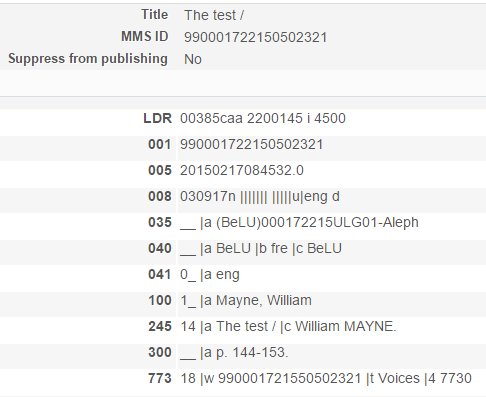 Title The test /
MMS ID 990001722150502321
Suppress from publishing No
LDR 00385caa 2200145 i 4500
001 990001722150502321
005 20150217084532.0
008 030917n ||||||| |||||u|eng d
035 __ |a (BeLU)000172215ULG01-Aleph
040 __ |a BeLU |b fre |c BeLU
041 0_ |a eng
100 1_ |a Mayne, William
245 14 |a The test / |c William MAYNE.
300 __ |a p. 144-153.
773 18 |w 990001721550502321 |t Voices |4 7730